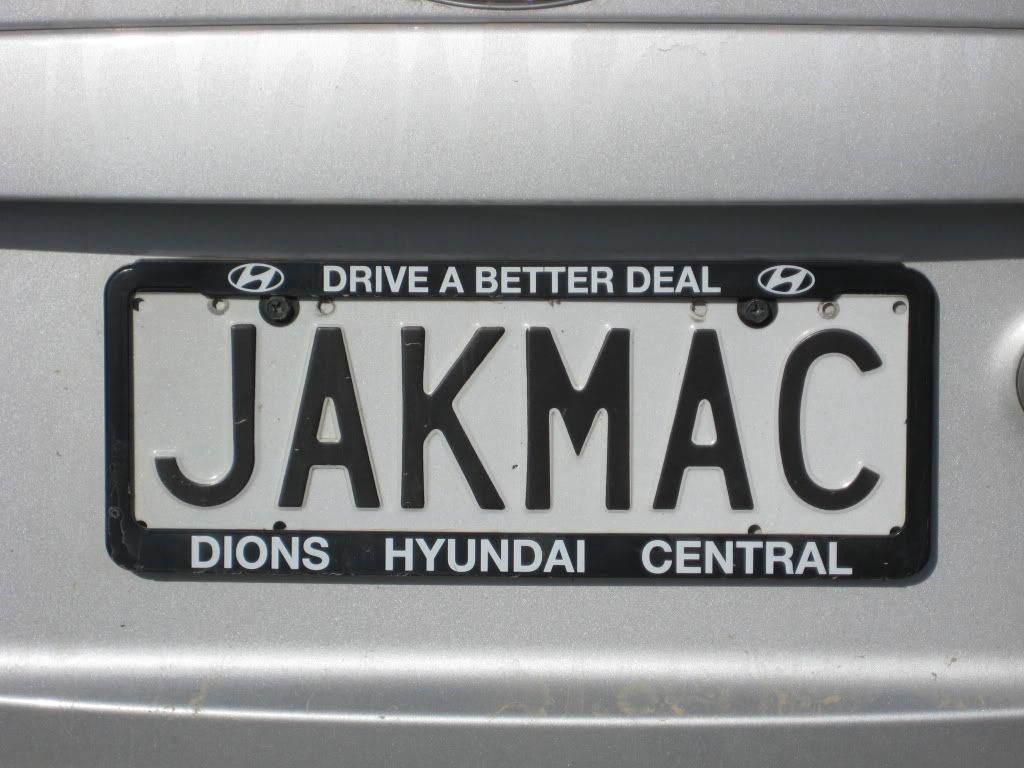 DRIVE A BETTER DEAL
JAKMAC
DIONS HYUNDAI CENTRAL